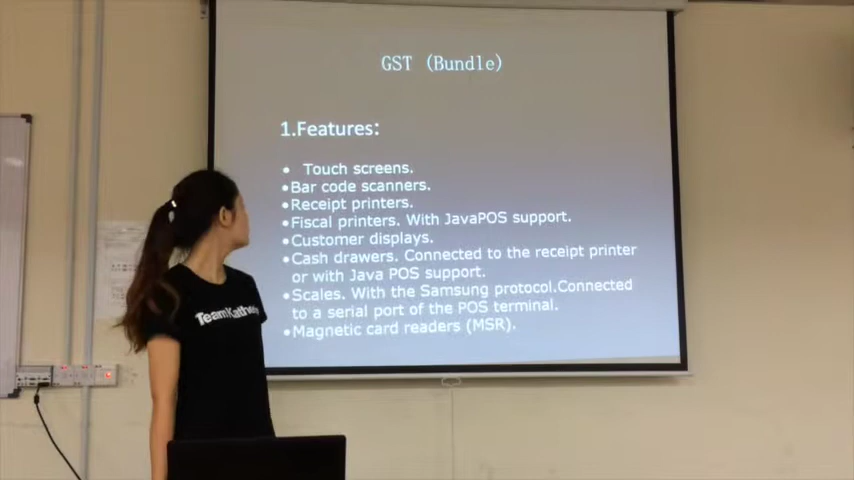 GST (Bundle)
1.Features:
• Touch screens.
•Bar code scanners.
•Receipt printers.
•Fiscal printers. With JavaPOS support.
•Customer displays.
•Cash drawers. Connected to the receipt printer
or with Java POS support.
•Scales. With the Samsung protocol.Connected
to a serial port of the POS terminal.
•Magnetic card readers (MSR).